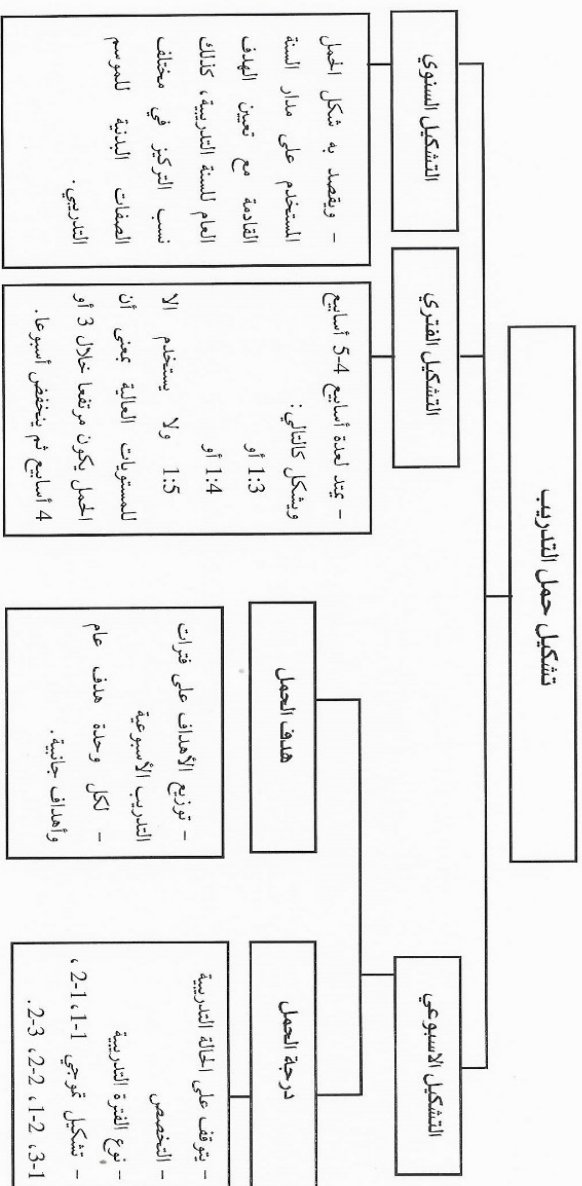 تشكيل حمل التدريب
التشكيل السنوي
- ويقصد به شكل الحمل
المستخدم على مدار السنة
القادمة مع تعيين الهدف
العام للسنة التدريبية، كذلك
نسب التركيز في مختلف
الصفات البدنية للموسم
التدريبي.
التشكيل الفتري
- يمتد لعدة أسابيع 4-5 أسابيع
ويشكل كالتالي:
1:3 أو
1:4 أو
1:5 ولا يستخدم الا
للمستويات العالية بمعنى أن
الحمل يكون مرتفعا خلال 3 أو
4 أسابيع ثم ينخفض أسبوعا.
التشكيل الاسبوعي
هدف الحمل
- توزيع الأهداف على فترات
التدريب الأسبوعية
- لكل وحدة هدف عام
وأهداف جانبية.
درجة الحمل
- يتوقف على الحالة التدريبية
- التخصص
- نوع الفترة التدريبية
- تشكيل تموجي 1-1، 1-2،
1-3، 2-1، 2-2، 3-2.